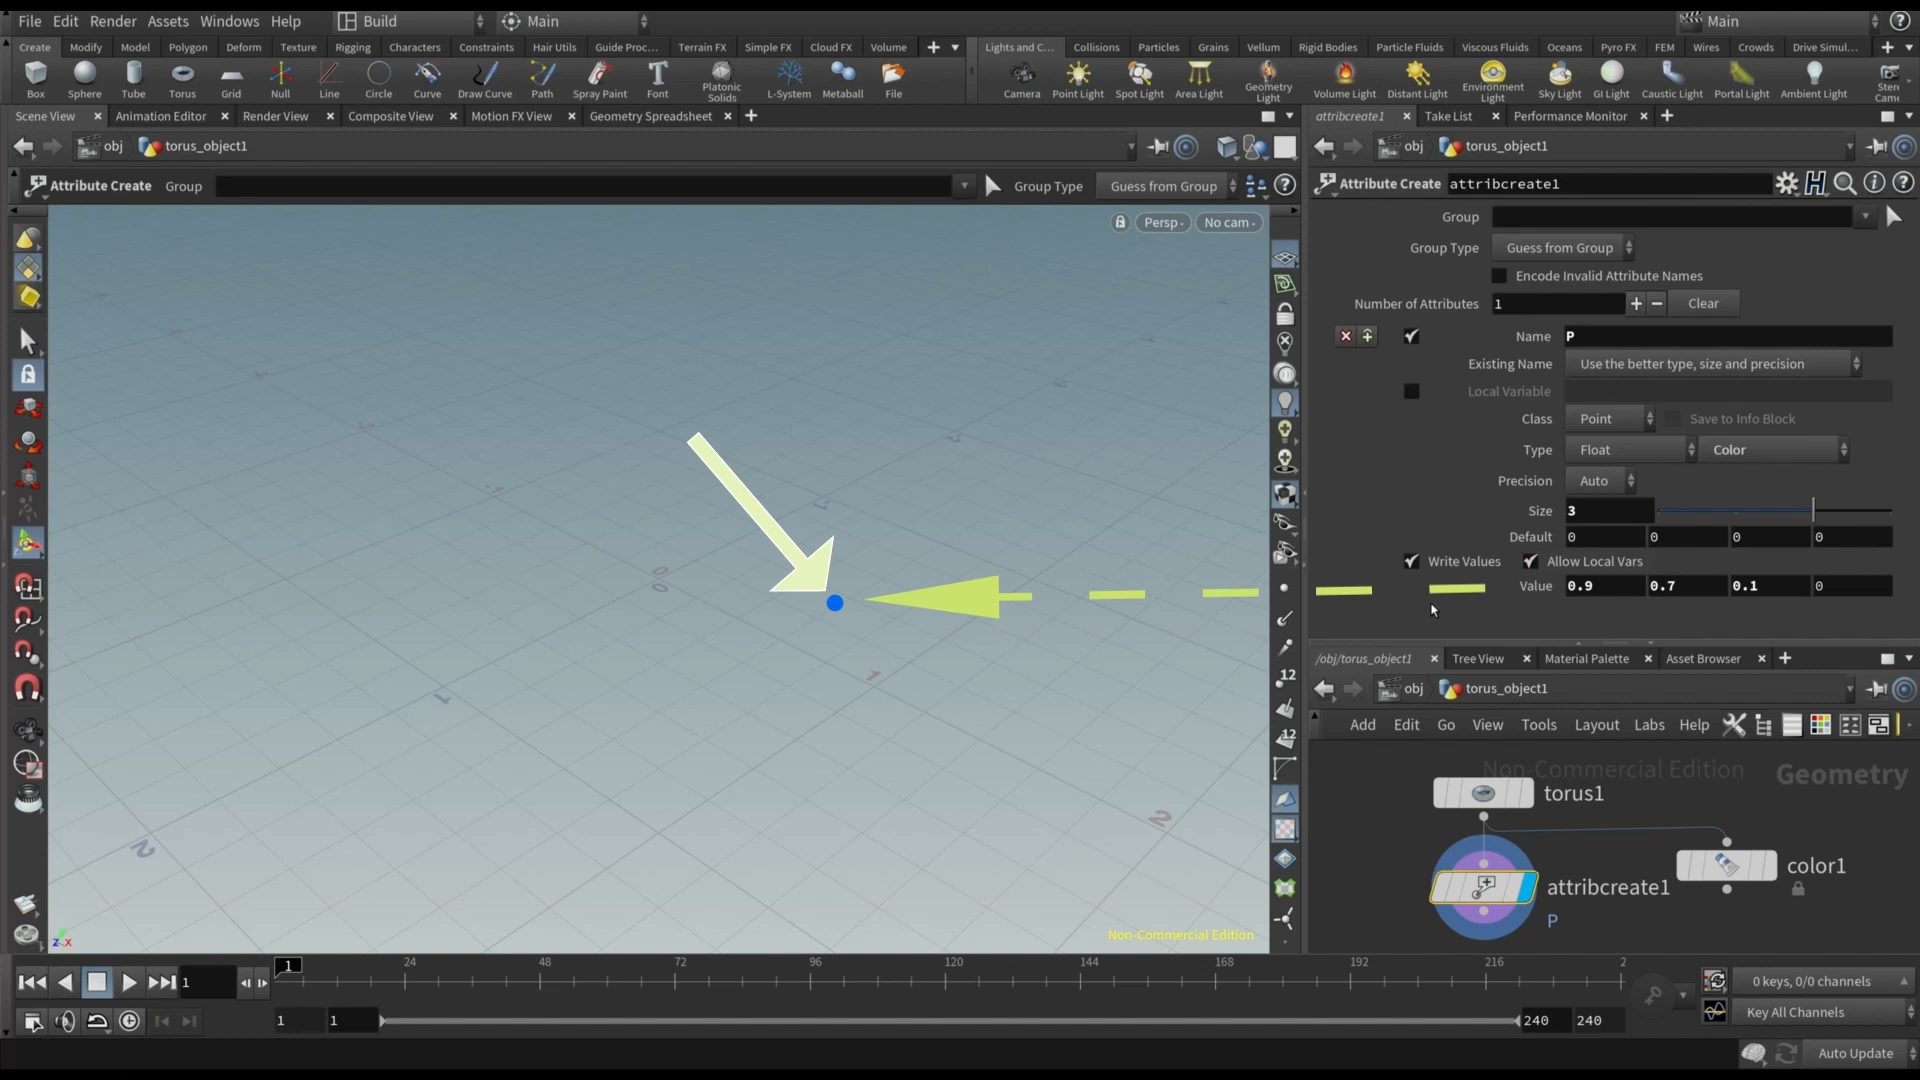 File Edit Render Assets Windows Help Build Main Main
Create Modify Model Polygon Deform Texture Rigging Characters Constraints Hair Utils Guide Proc... Terrain FX Simple FX Cloud FX Volume
Lights and C... Collisions Particles Grains Vellum Rigid Bodies Particle Fluids Viscous Fluids Oceans Pyro FX FEM Wires Crowds Drive Simul...
Box Sphere Tube Torus Grid Null Line Circle Curve Draw Curve Path Spray Paint Font Platonic Solids L-System Metaball File
Camera Point Light Spot Light Area Light Geometry Light Volume Light Distant Light Environment Light Sky Light GI Light Caustic Light Portal Light Ambient Light
Scene View Animation Editor Render View Composite View Motion FX View Geometry Spreadsheet
attribcreate1 Take List Performance Monitor
obj torus_object1
obj torus_object1
Attribute Create Group Group Type Guess from Group
Attribute Create attribcreate1
Persp No cam
Group
Group Type Guess from Group
Encode Invalid Attribute Names
Number of Attributes 1 Clear
Name P
Existing Name Use the better type, size and precision
Local Variable
Class Point Save to Info Block
Type Float Color
Precision Auto
Size 3
Default 0 0 0 0
Write Values Allow Local Vars
Value 0.9 0.7 0.1 0
/obj/torus_object1 Tree View Material Palette Asset Browser
obj torus_object1
Add Edit Go View Tools Layout Labs Help
Non-Commercial Edition Geometry
torus1
color1
attribcreate1
P
Non-Commercial Edition
1 24 48 72 96 120 144 168 192 216 2
1
0 keys, 0/0 channels
1 1 240 240
Key All Channels
Auto Update